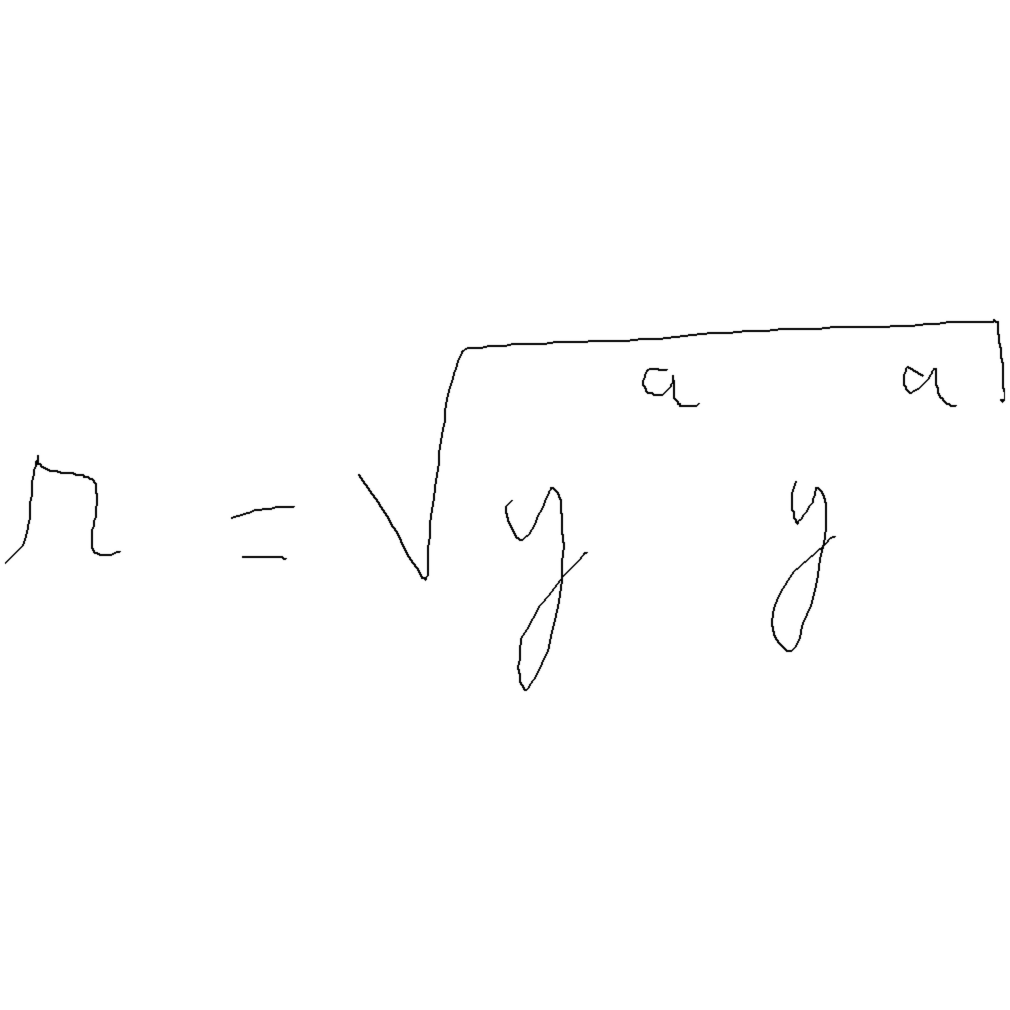 r = √(y^a y^a)